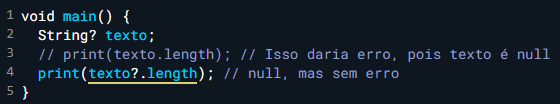 1 void main() {
2 String? texto;
3 // print(texto.length); // Isso daria erro, pois texto é null
4 print(texto?.length); // null, mas sem erro
5 }